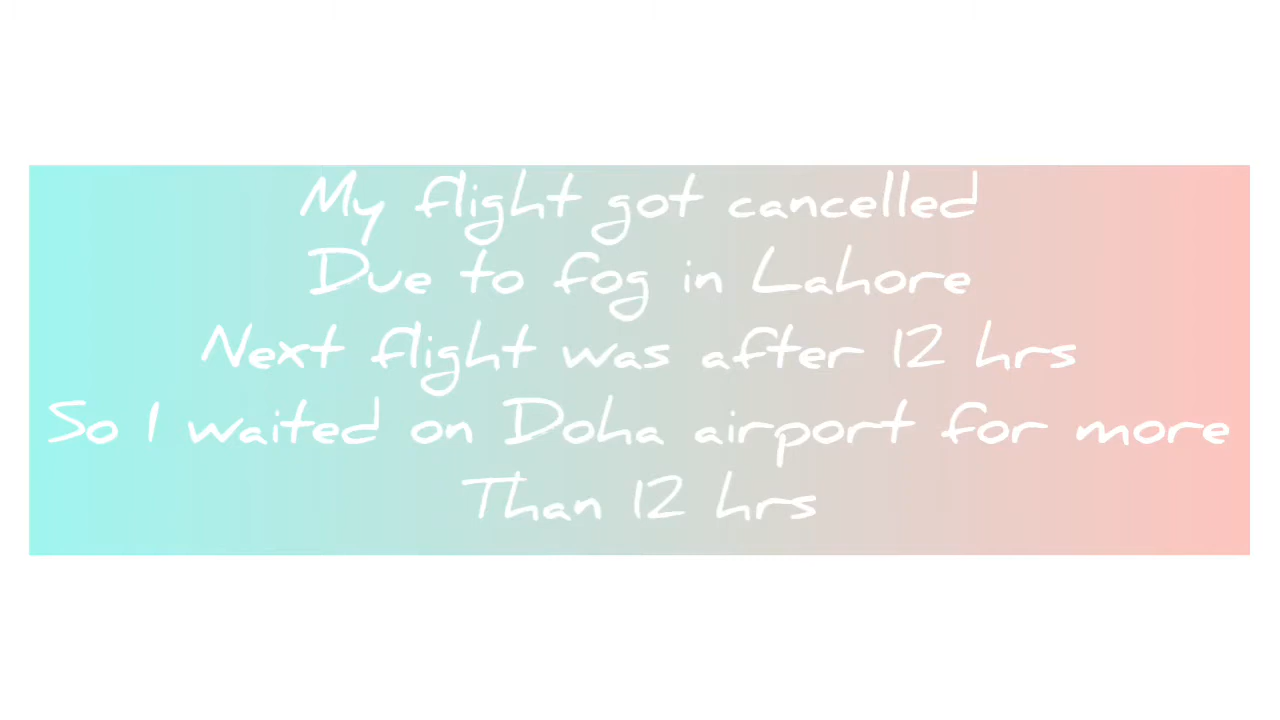 My flight got cancelled
Due to fog in Lahore
Next flight was after 12 hrs
So I waited on Doha airport for more
Than 12 hrs